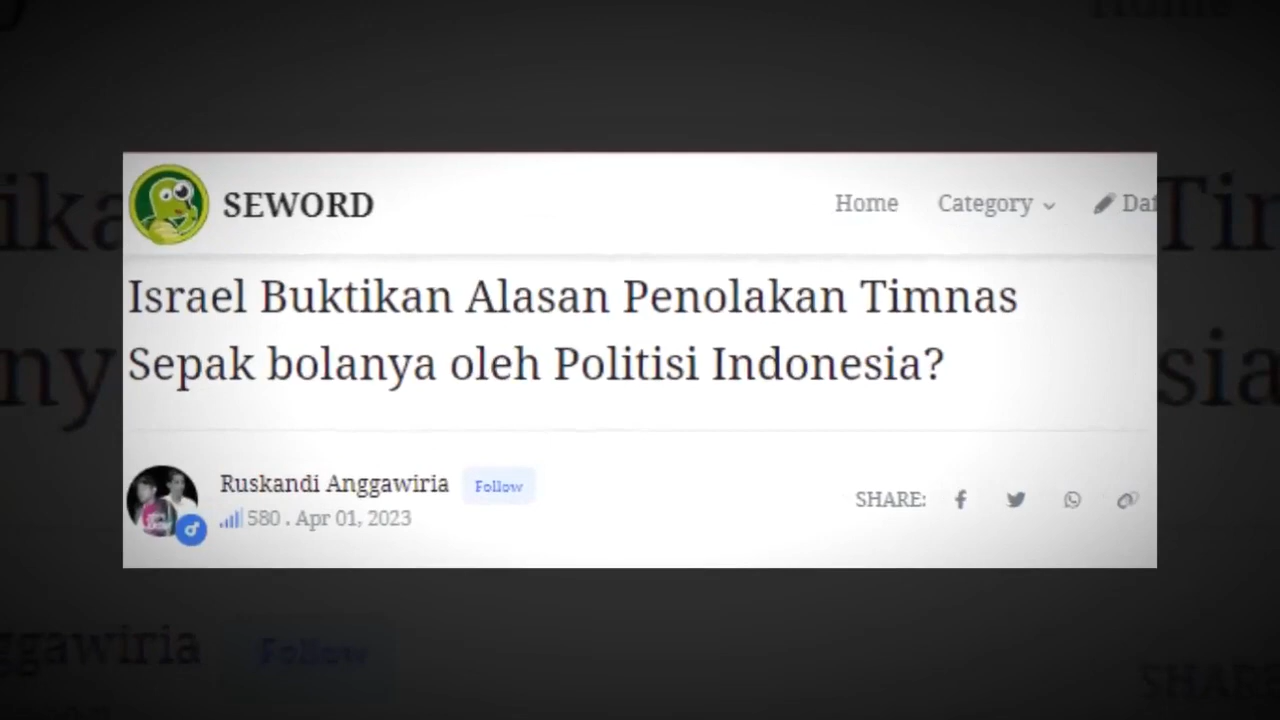 SEWORD
Home Category Daf
Israel Buktikan Alasan Penolakan Timnas
Sepak bolanya oleh Politisi Indonesia?
Ruskandi Anggawiria Follow
580 . Apr 01, 2023
SHARE: